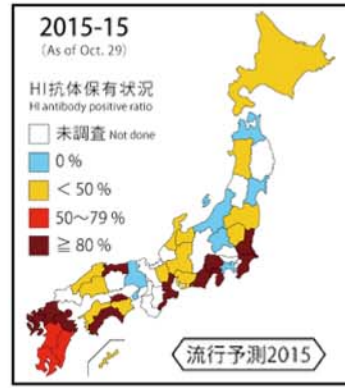 2015-15
(As of Oct. 29)
HI抗体保有状況
HI antibody positive ratio
未調査 Not done
0 %
< 50 %
50～79 %
≧ 80 %
流行予測2015